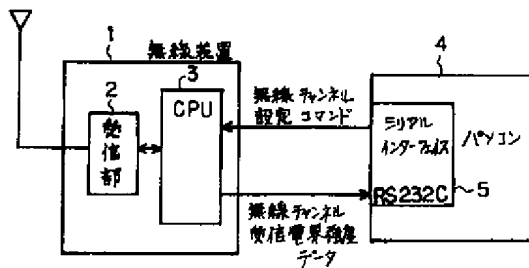 1
無線装置
2
受信部
3
CPU
無線チャンネル
設定コマンド
無線チャンネル
受信電界強度
データ
4
シリアル
インターフェイス
RS232C
パソコン
5